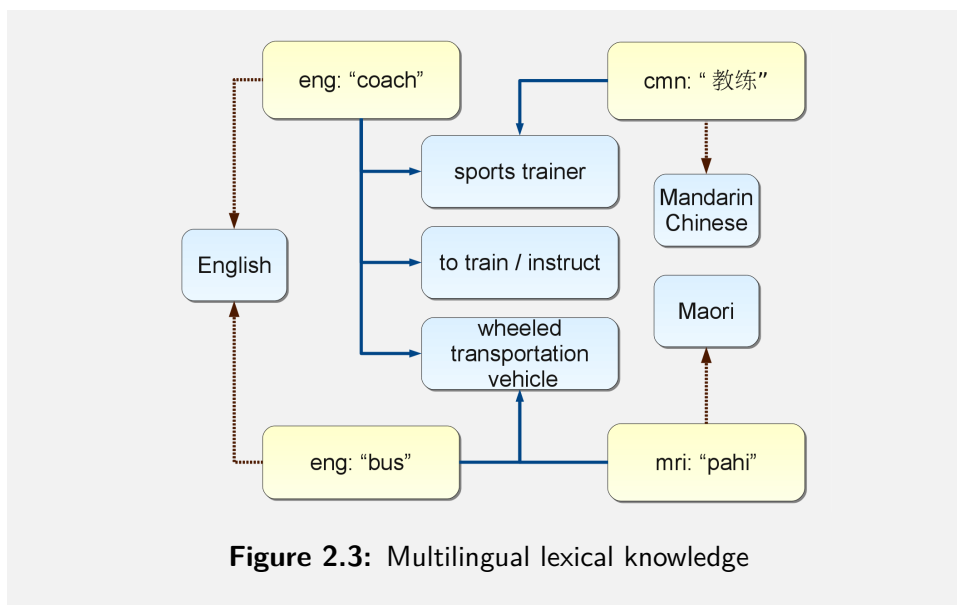 eng: “coach”
cmn: “ 教练”
sports trainer
Mandarin
Chinese
English
to train / instruct
Maori
wheeled
transportation
vehicle
eng: “bus”
mri: “pahi”
Figure 2.3: Multilingual lexical knowledge